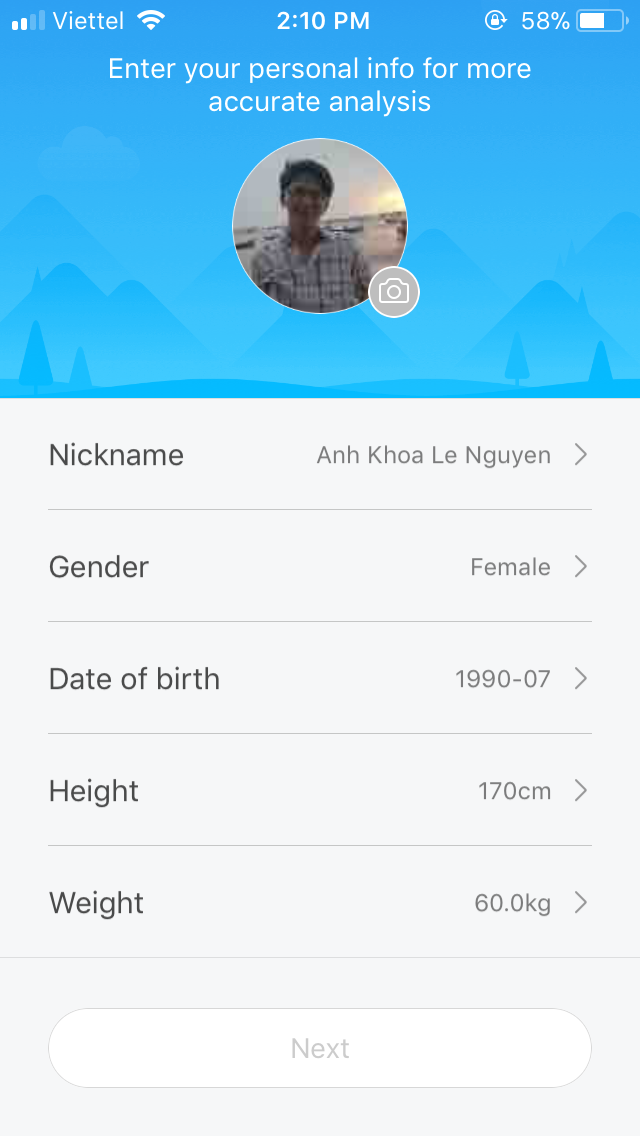 Viettel 2:10 PM 58%
Enter your personal info for more
accurate analysis
Nickname Anh Khoa Le Nguyen
Gender Female
Date of birth 1990-07
Height 170cm
Weight 60.0kg
Next